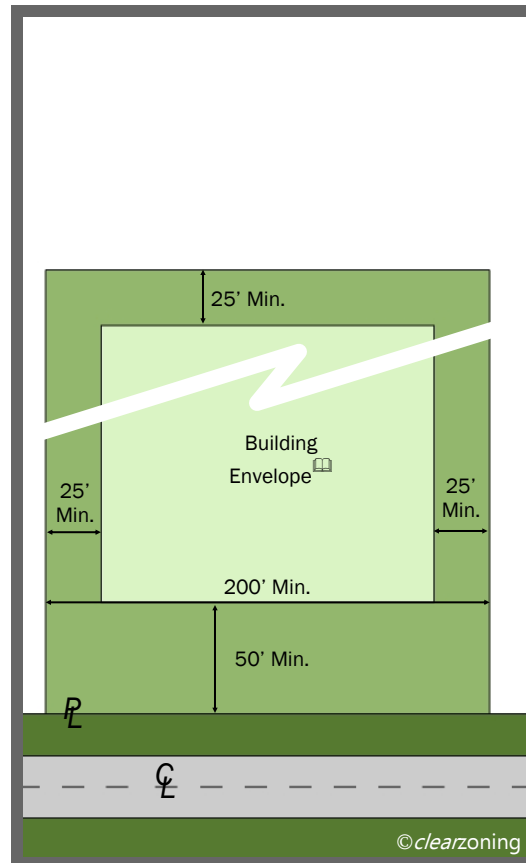 25’ Min.
Building
Envelope
25’
Min.
25’
Min.
200’ Min.
50’ Min.
PL
CL
©clearzoning